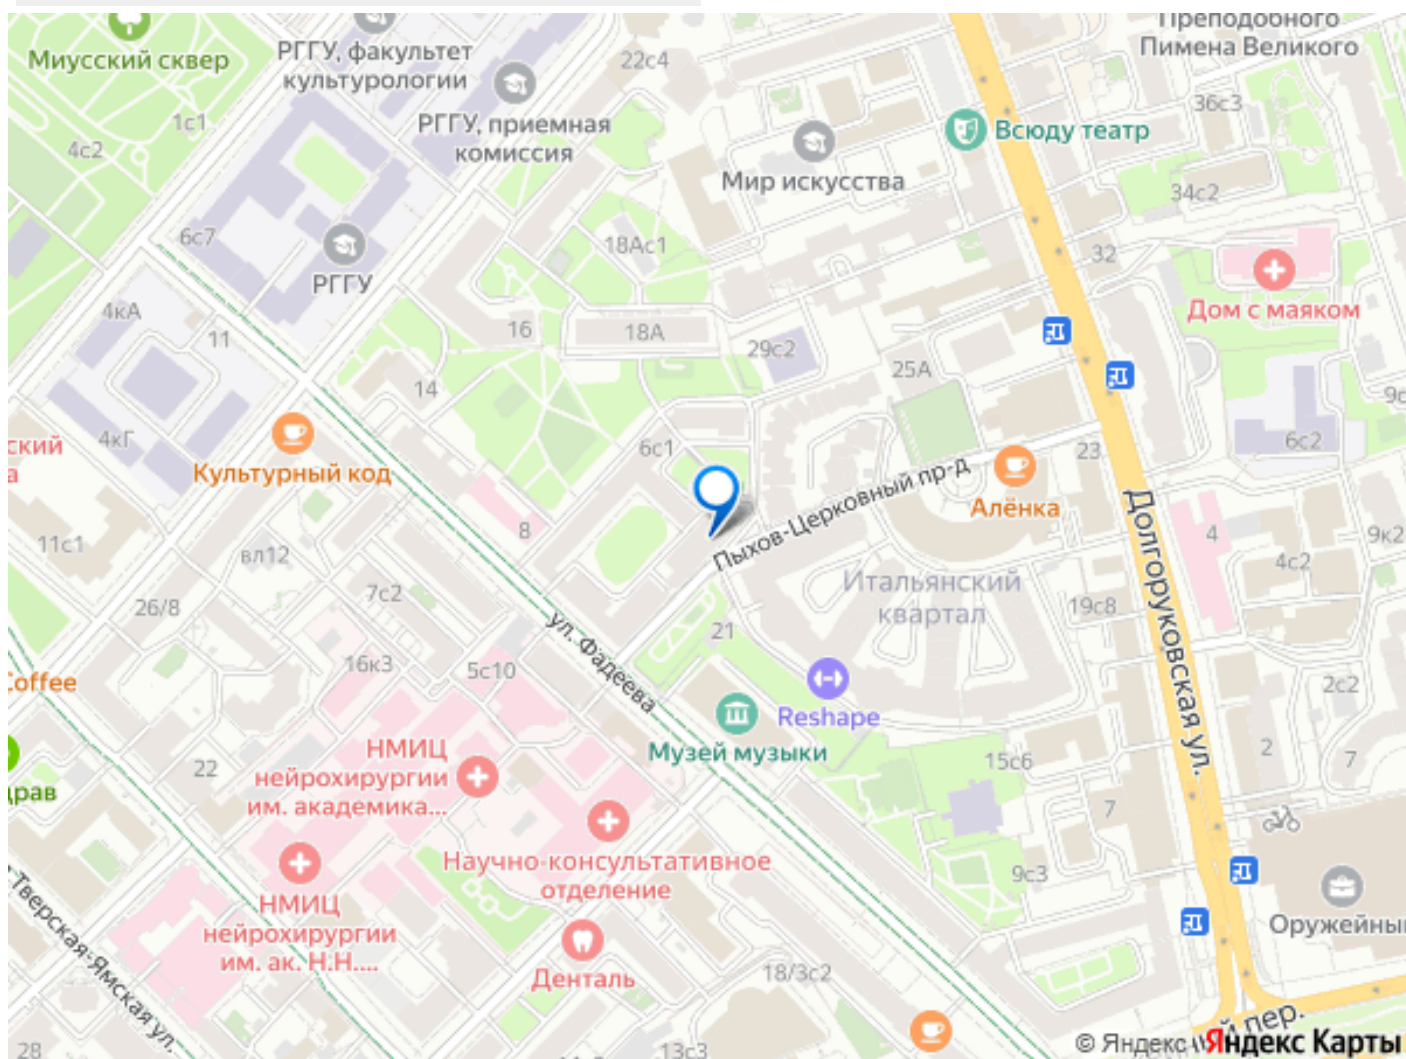 Преподобного
Пимена Великого
Миусский сквер
РГГУ, факультет
культурологии
22с4
1с1
4с2
РГГУ, приемная
комиссия
36с3
Всюду театр
Мир искусства
34с2
6с7
18Ас1
32
РГГУ
Дом с маяком
4кА
11
16
18А
29с2
25А
14
9с
4кГ
6с1
23
6с2
ский
а
Культурный код
Пыхов-Церковный пр-д
Алёнка
Долгоруковская ул.
11с1
вл12
8
4
9к2
4с2
7с2
Итальянский
квартал
26/8
19с8
ул. Фадеева
21
16к3
5с10
Coffee
2с2
Reshape
Музей музыки
НМИЦ
нейрохирургии
им. академика...
22
15с6
2
7
драв
7
Научно-консультативное
отделение
9с3
Тверская-Ямская ул.
НМИЦ
нейрохирургии
им. ак. Н.Н....
Оружейны
Денталь
18/3с2
28
13с3
й пер.
© Яндекс
Яндекс Карты